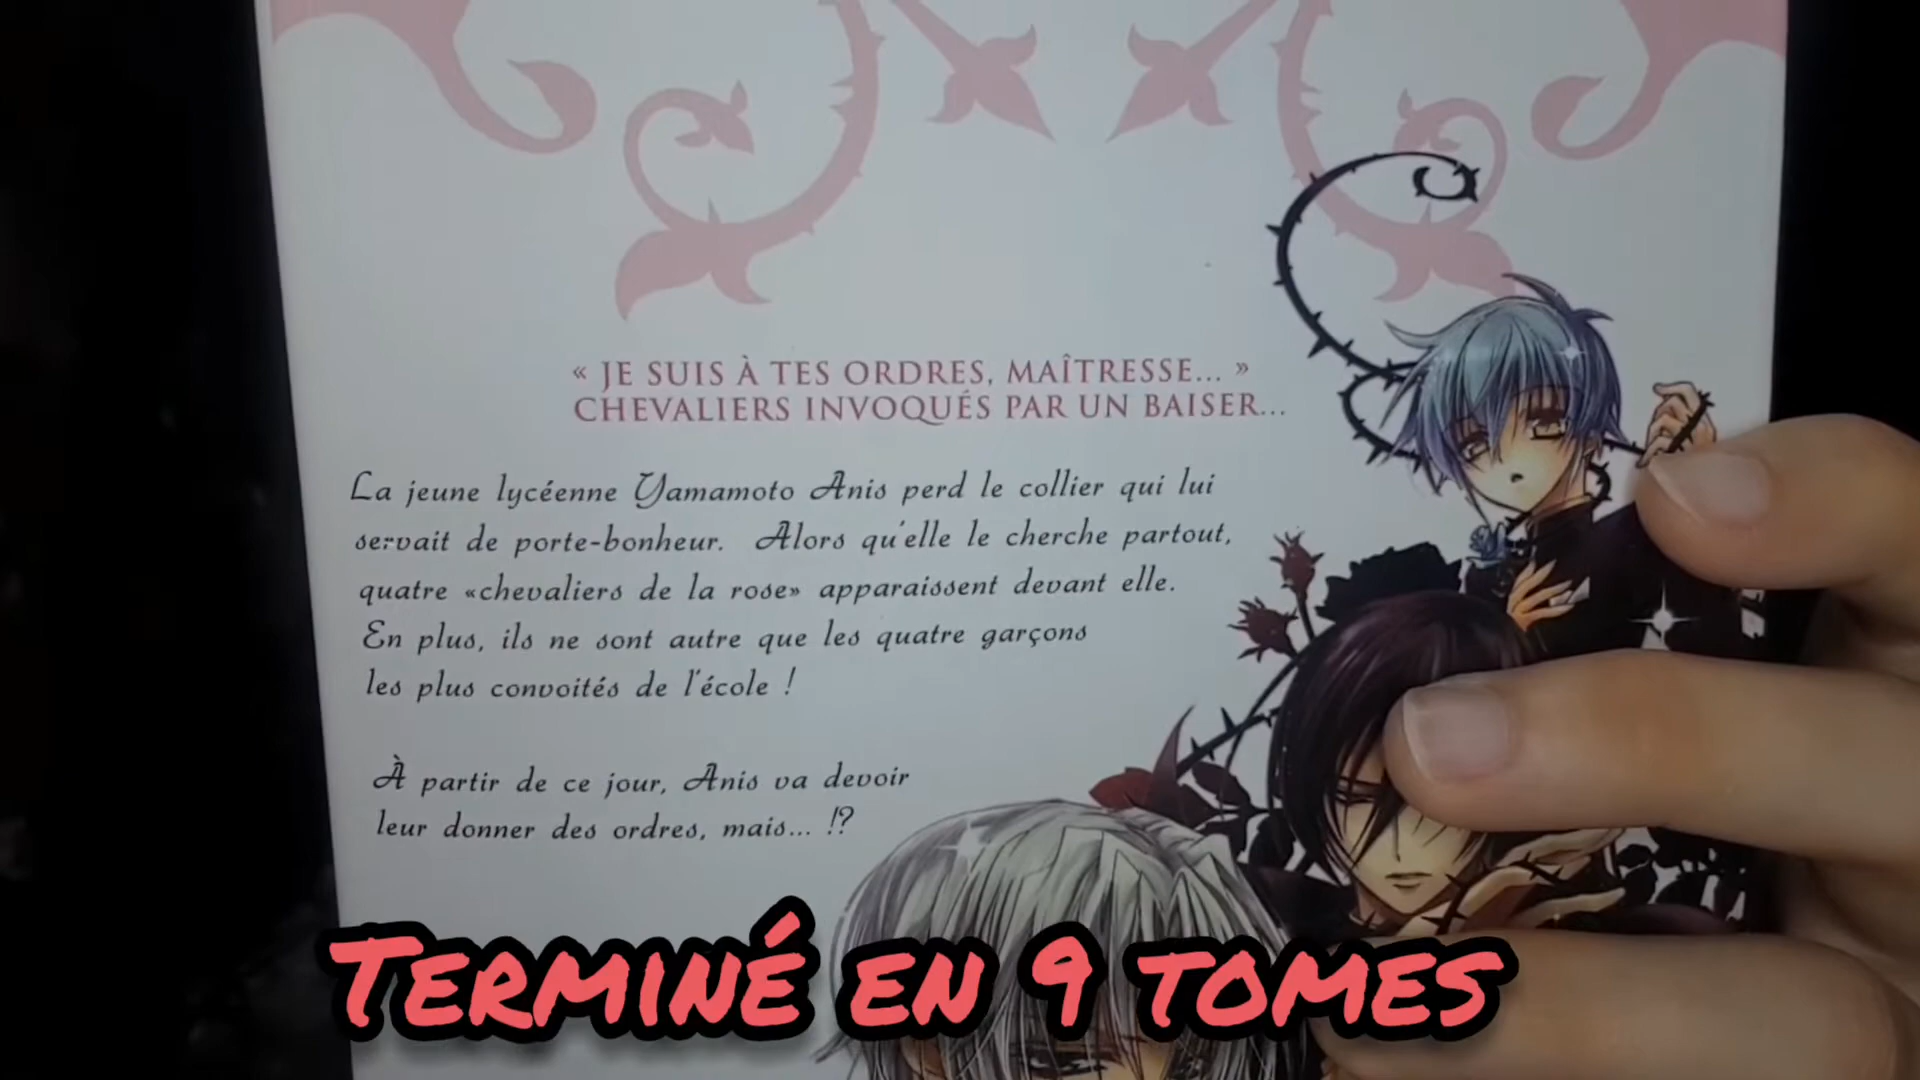 « JE SUIS À TES ORDRES, MAÎTRESSE... »
CHEVALIERS INVOQUÉS PAR UN BAISER...
La jeune lycéenne Yamamoto Anis perd le collier qui lui
servait de porte-bonheur. Alors qu'elle le cherche partout,
quatre «chevaliers de la rose» apparaissent devant elle.
En plus, ils ne sont autre que les quatre garçons
les plus convoités de l'école !
À partir de ce jour, Anis va devoir
leur donner des ordres, mais... !?
TERMINÉ EN 9 TOMES